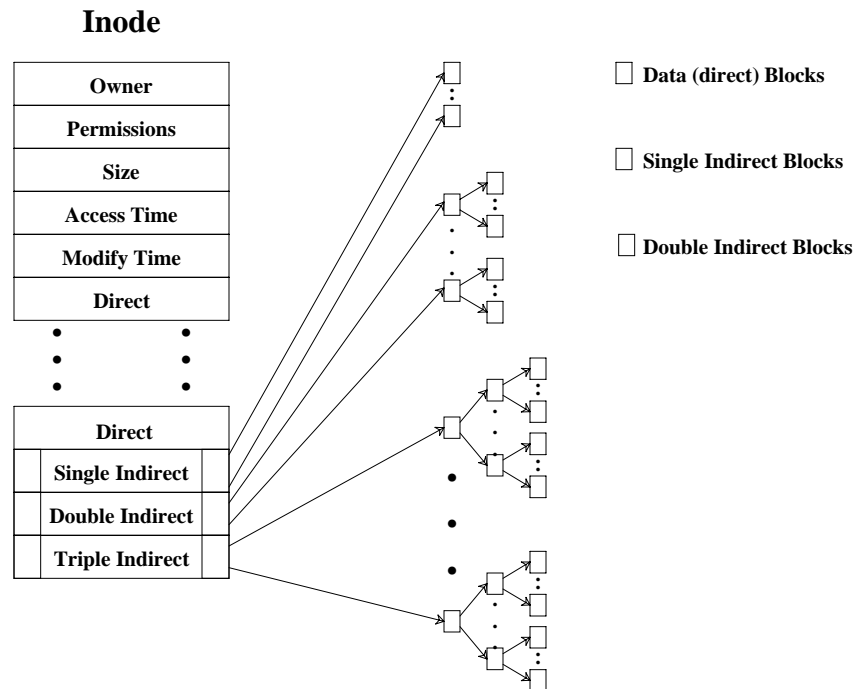 Inode
Owner
Permissions
Size
Access Time
Modify Time
Direct
Direct
Single Indirect
Double Indirect
Triple Indirect
Data (direct) Blocks
Single Indirect Blocks
Double Indirect Blocks